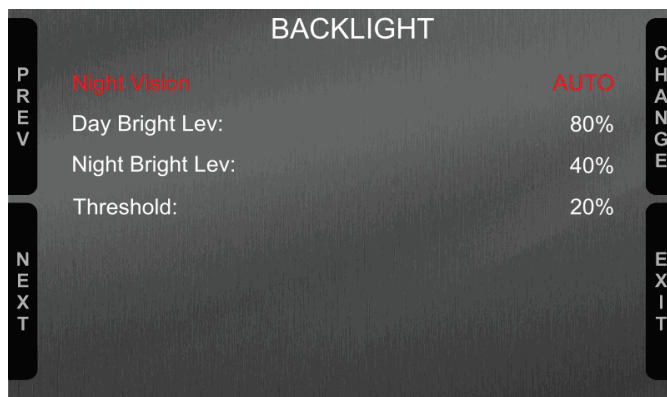 BACKLIGHT
PREV
CHANGE
Night Vision AUTO
Day Bright Lev: 80%
Night Bright Lev: 40%
Threshold: 20%
NEXT
EXIT